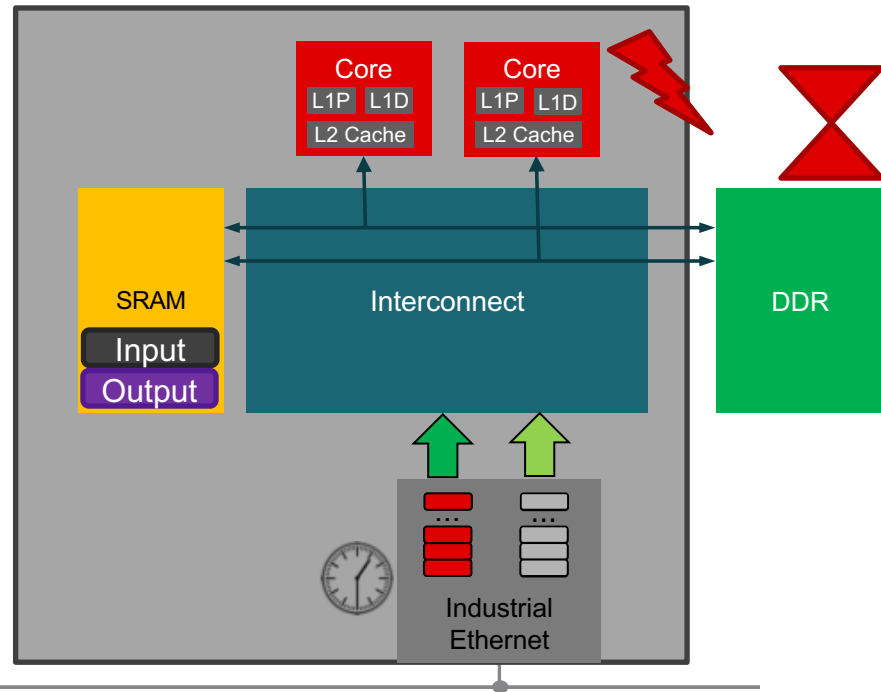 Core
L1P
L1D
L2 Cache
Core
L1P
L1D
L2 Cache
SRAM
Input
Output
Interconnect
DDR
...
...
Industrial
Ethernet